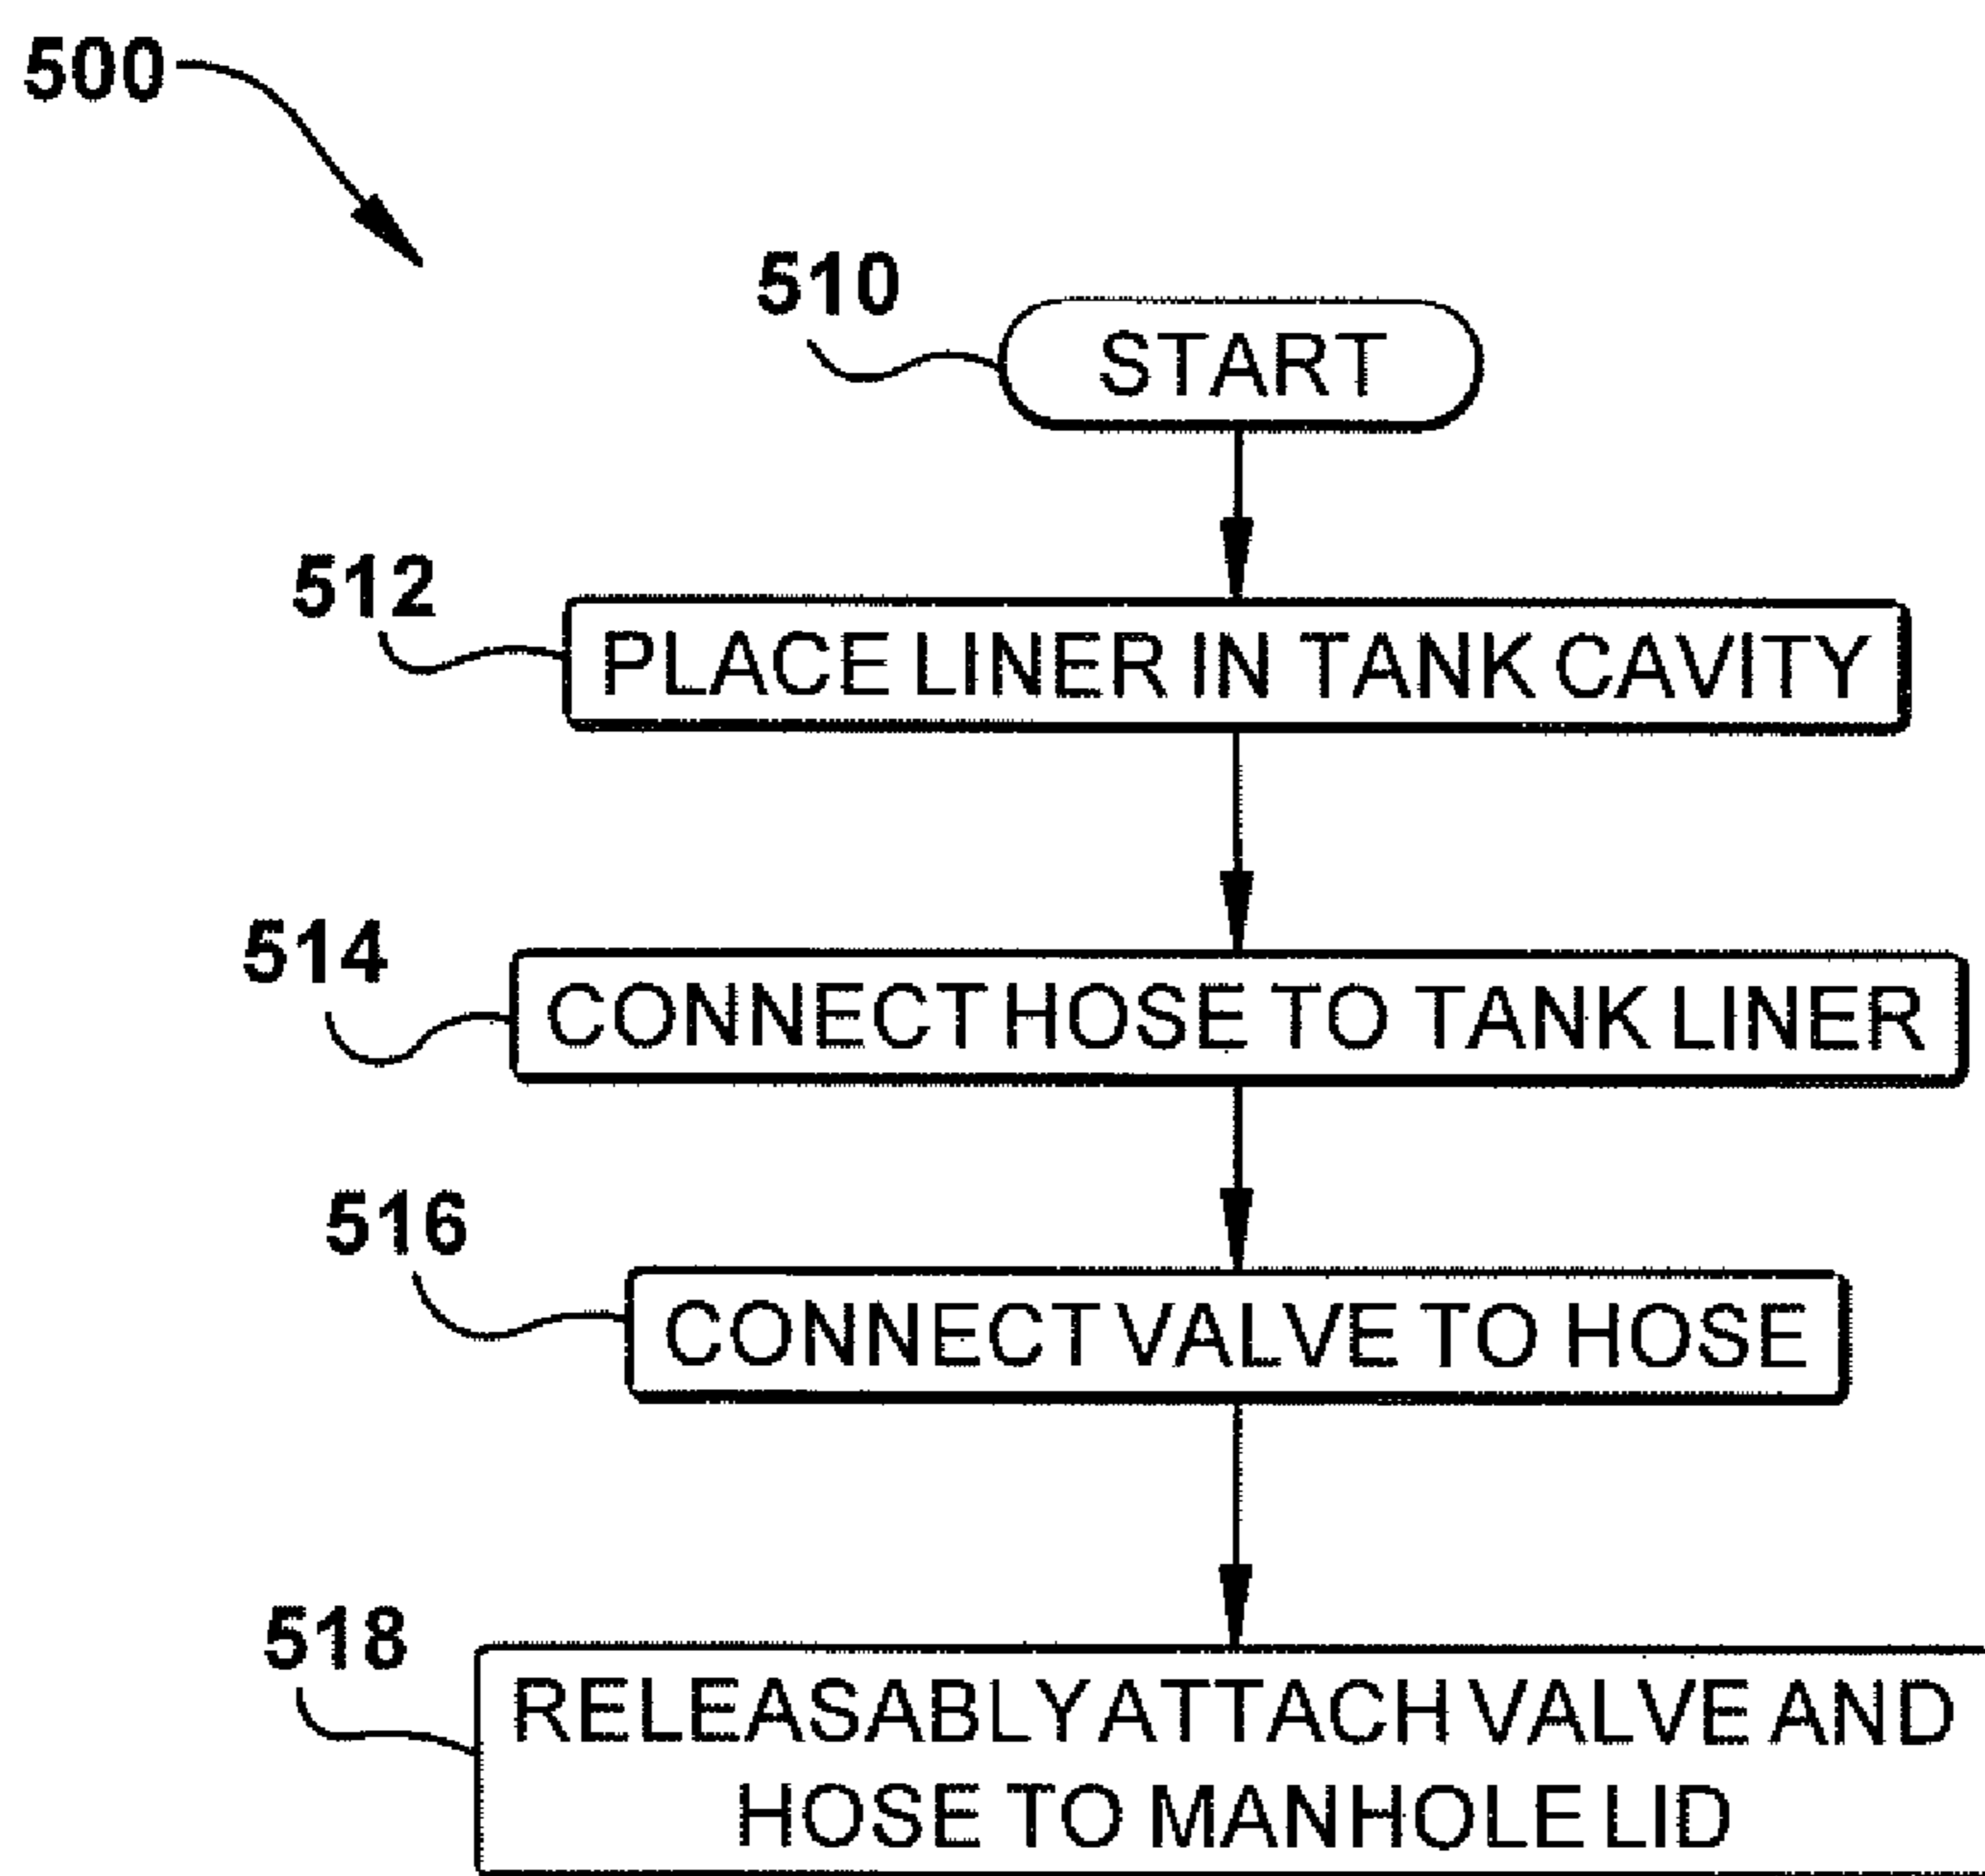 500
510
START
512
PLACE LINER IN TANK CAVITY
514
CONNECT HOSE TO TANK LINER
516
CONNECT VALVE TO HOSE
518
RELEASABLY ATTACH VALVE AND
HOSE TO MANHOLE LID